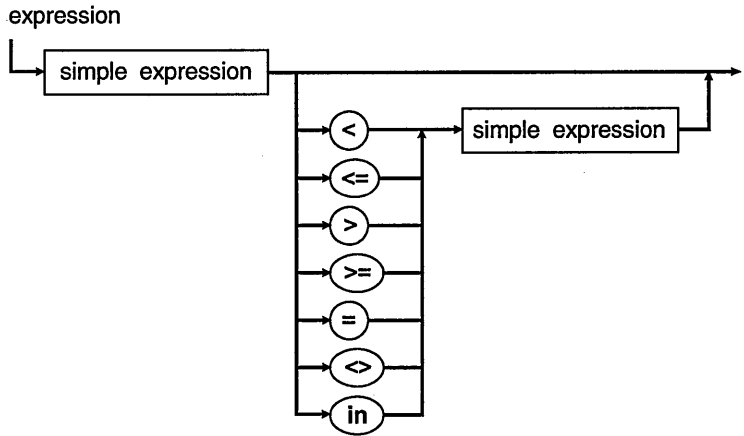 expression
simple expression
<
simple expression
<=
>
>=
=
<>
in